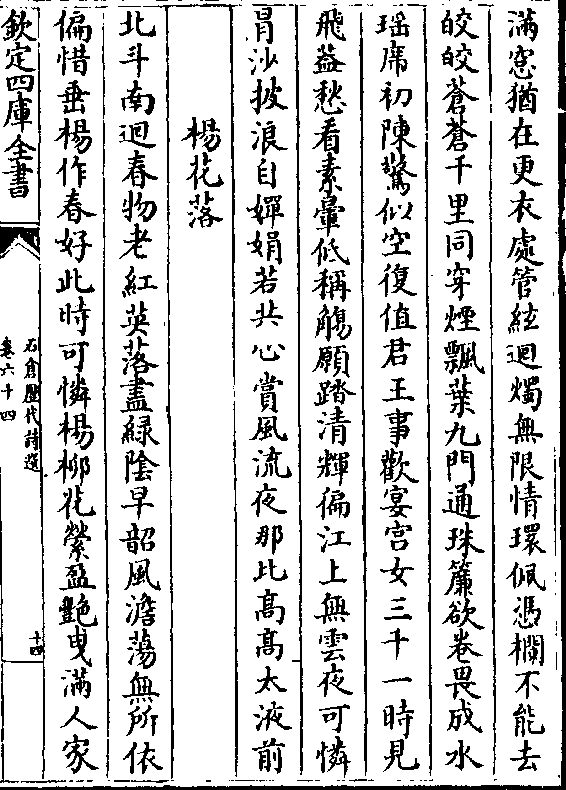 滿窓猶在更衣處管絃迴燭無限情環佩憑欄不能去
皎皎蒼蒼千里同穿煙飄葉九門通珠簾欲卷畏成水
瑶席初陳驚似空復值君王事歡宴宫女三千一時見
飛葢愁看素暈低稱觴願踏清輝徧江上無雲夜可憐
冐沙披浪自嬋娟若共心賞風流夜那比髙髙太液前
楊花落
北斗南迴春物老紅英落盡緑陰早韶風澹蕩無所依
偏惜垂楊作春好此時可憐楊栁花縈盈艶曵滿人家
欽定四庫全書
石倉歷代詩選
卷六十四
十四